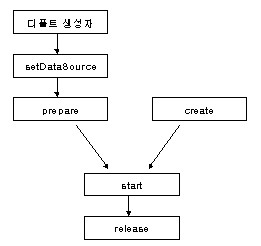 디폴트 생성자
setDataSource
prepare
create
start
release